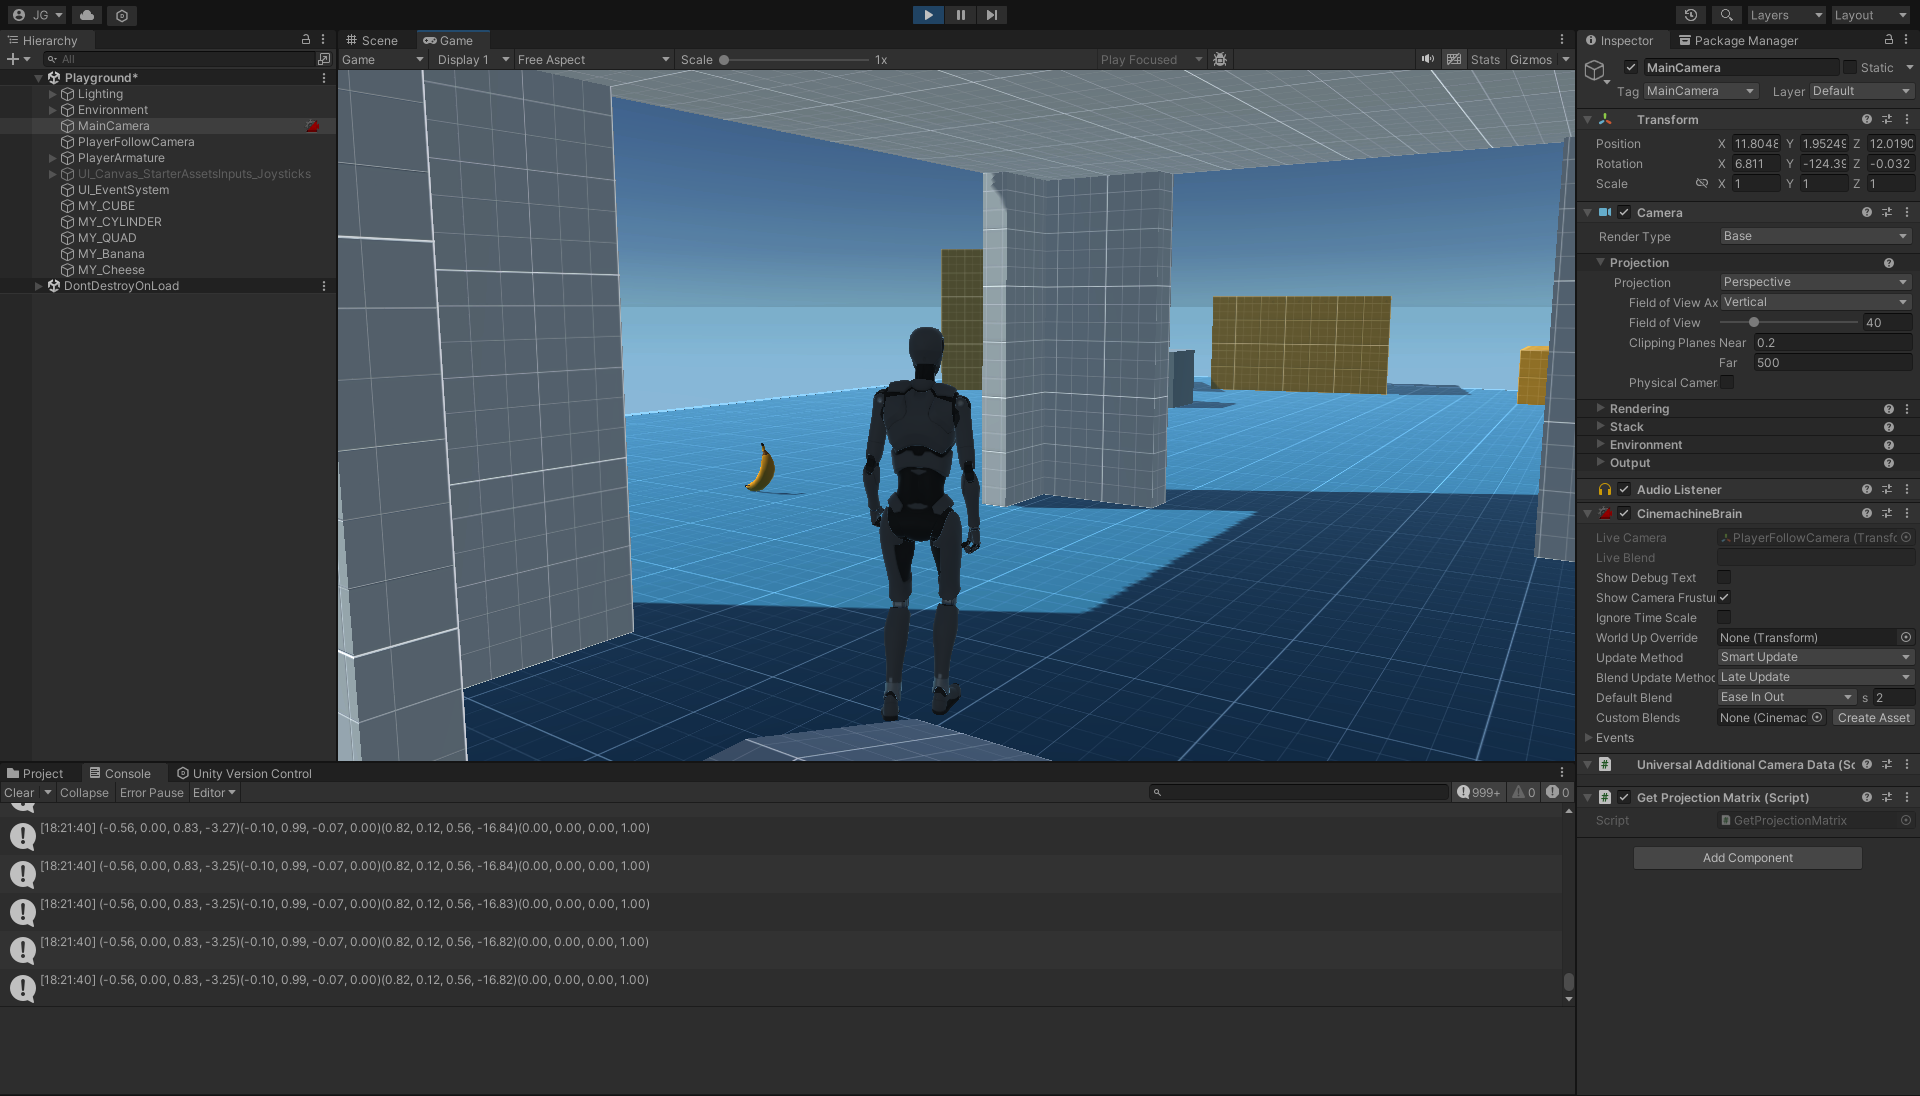 JG
Layers
Layout
Hierarchy
All
Playground*
Lighting
Environment
MainCamera
PlayerFollowCamera
PlayerArmature
UI_Canvas_StarterAssetsInputs_Joysticks
UI_EventSystem
MY_CUBE
MY_CYLINDER
MY_QUAD
MY_Banana
MY_Cheese
DontDestroyOnLoad
Scene
Game
Game
Display 1
Free Aspect
Scale
1x
Play Focused
Stats
Gizmos
Inspector
Package Manager
MainCamera
Static
Tag MainCamera
Layer Default
Transform
Position X 11.8048 Y 1.95249 Z 12.0190
Rotation X 6.811 Y -124.39 Z -0.032
Scale X 1 Y 1 Z 1
Camera
Render Type Base
Projection
Projection Perspective
Field of View Ax Vertical
Field of View 40
Clipping Planes Near 0.2
Far 500
Physical Camer
Rendering
Stack
Environment
Output
Audio Listener
CinemachineBrain
Live Camera PlayerFollowCamera (Transfo
Live Blend
Show Debug Text
Show Camera Frustu
Ignore Time Scale
World Up Override None (Transform)
Update Method Smart Update
Blend Update Method Late Update
Default Blend Ease In Out s 2
Custom Blends None (Cinemac Create Asset
Events
Universal Additional Camera Data (Sc
Get Projection Matrix (Script)
Script GetProjectionMatrix
Add Component
Project
Console
Unity Version Control
Clear
Collapse
Error Pause
Editor
999+
0
0
[18:21:40] (-0.56, 0.00, 0.83, -3.27)(-0.10, 0.99, -0.07, 0.00)(0.82, 0.12, 0.56, -16.84)(0.00, 0.00, 0.00, 1.00)
[18:21:40] (-0.56, 0.00, 0.83, -3.25)(-0.10, 0.99, -0.07, 0.00)(0.82, 0.12, 0.56, -16.84)(0.00, 0.00, 0.00, 1.00)
[18:21:40] (-0.56, 0.00, 0.83, -3.25)(-0.10, 0.99, -0.07, 0.00)(0.82, 0.12, 0.56, -16.83)(0.00, 0.00, 0.00, 1.00)
[18:21:40] (-0.56, 0.00, 0.83, -3.25)(-0.10, 0.99, -0.07, 0.00)(0.82, 0.12, 0.56, -16.82)(0.00, 0.00, 0.00, 1.00)
[18:21:40] (-0.56, 0.00, 0.83, -3.25)(-0.10, 0.99, -0.07, 0.00)(0.82, 0.12, 0.56, -16.82)(0.00, 0.00, 0.00, 1.00)